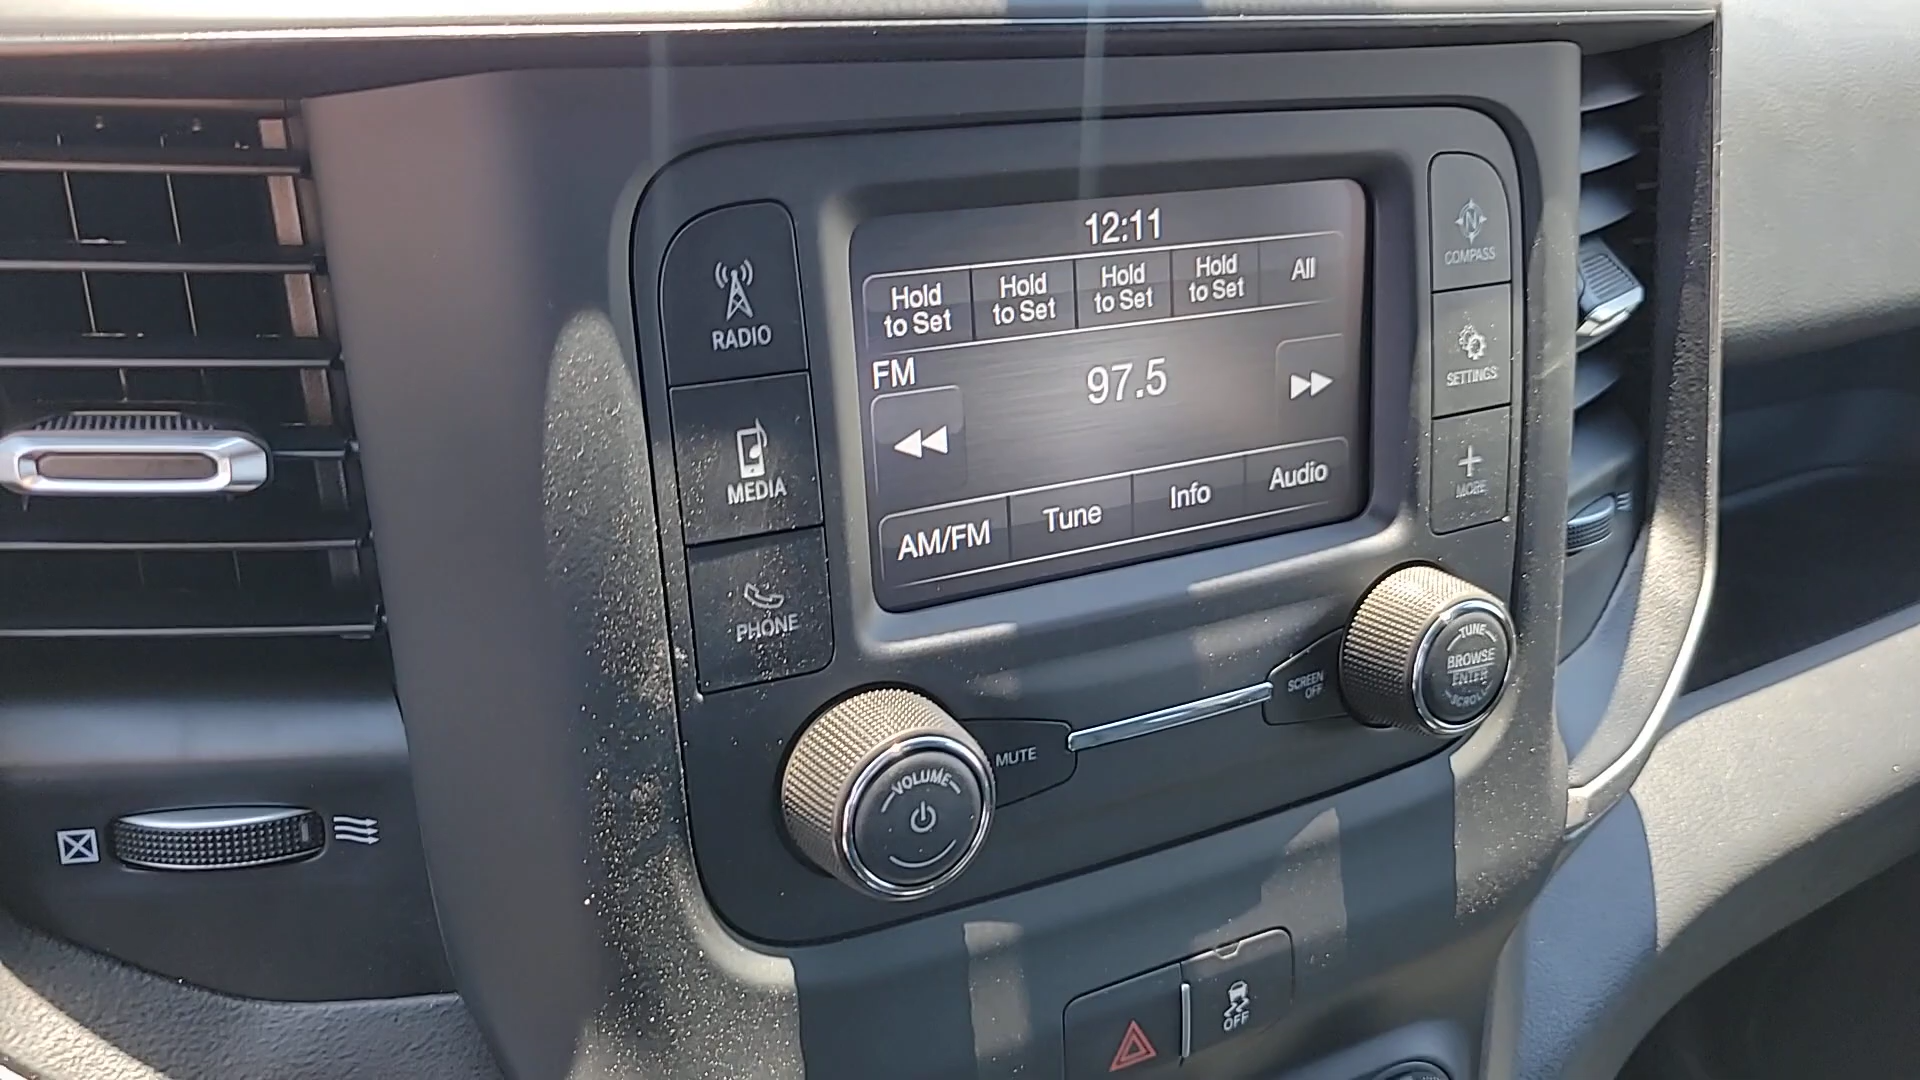 12:11
Hold
to Set
Hold
to Set
Hold
to Set
Hold
to Set
All
FM
97.5
AM/FM
Tune
Info
Audio
RADIO
MEDIA
PHONE
N
COMPASS
SETTINGS
MORE
VOLUME
MUTE
SCREEN
OFF
TUNE
BROWSE
ENTER
SCROLL
OFF